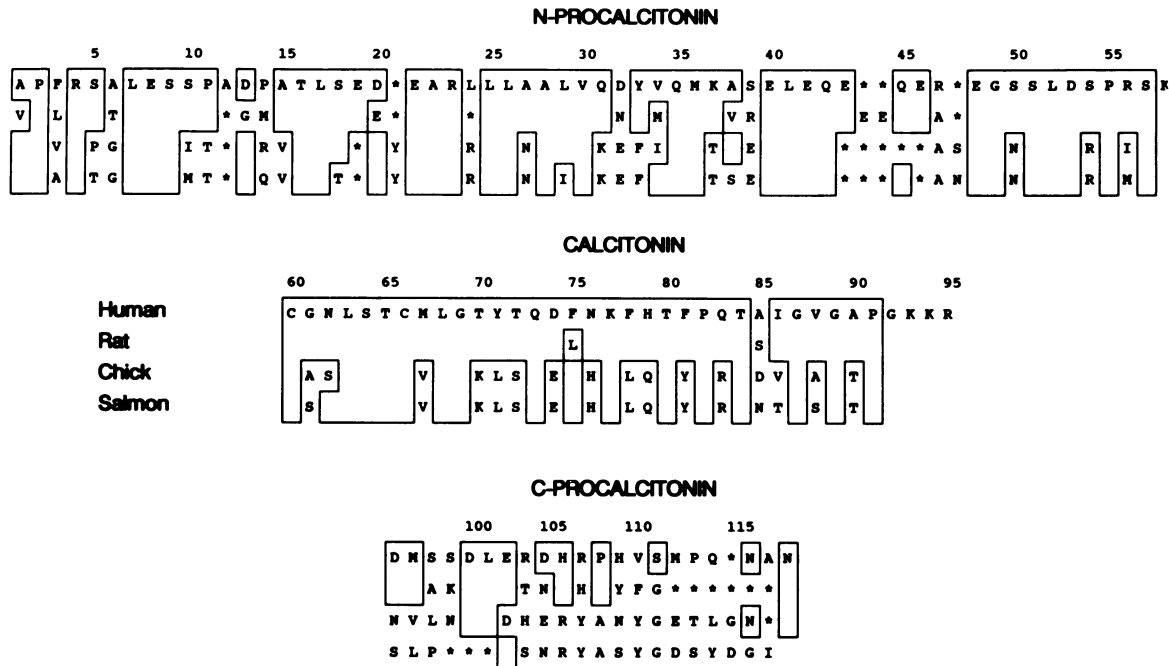 N-PROCALCITONIN
5 10 15 20 25 30 35 40 45 50 55
A P F R S A L E S S P A D P A T L S E D * E A R L L L A A L V Q D Y V Q M K A S E L E Q E * * Q E R * E G S S L D S P R S K
V L T * G M E * * N M V R E E A *
V P G I T * R V * Y R N K E F I T E * * * * * A S N R I
A T G M T * Q V T * Y R N I K E F T S E * * * * * A N N R M
CALCITONIN
60 65 70 75 80 85 90 95
Human C G N L S T C M L G T Y T Q D F N K F H T F P Q T A I G V G A P G K K R
Rat L S
Chick A S V K L S E H L Q Y R D V A T
Salmon S V K L S E H L Q Y R N T S T
C-PROCALCITONIN
100 105 110 115
D M S S D L E R D H R P H V S M P Q * N A N
A K T N H Y F G * * * * * *
N V L N D H E R Y A N Y G E T L G N *
S L P * * * S N R Y A S Y G D S Y D G I